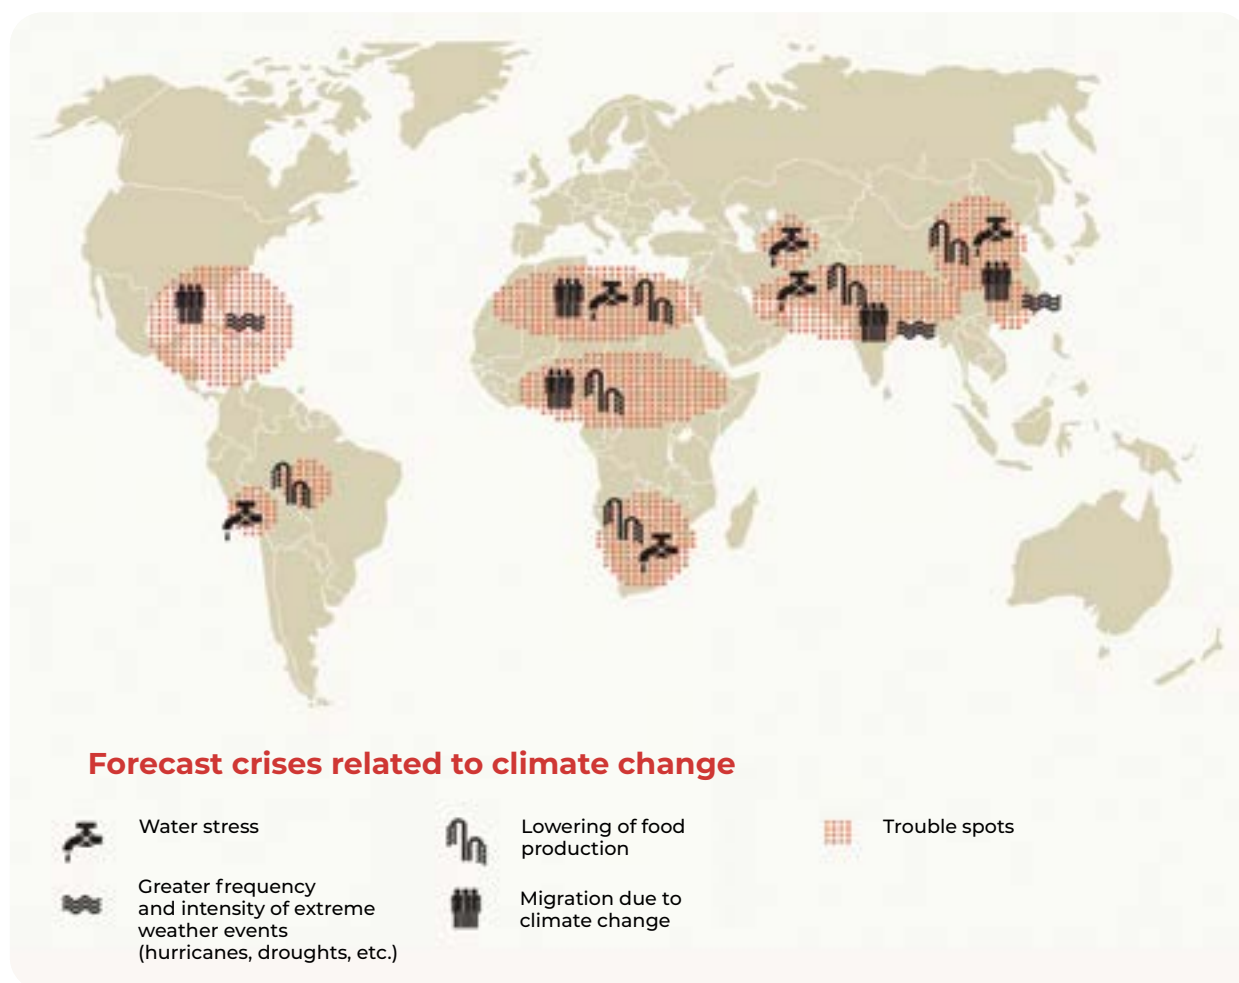 Forecast crises related to climate change
Water stress
Greater frequency
and intensity of extreme
weather events
(hurricanes, droughts, etc.)
Lowering of food
production
Migration due to
climate change
Trouble spots